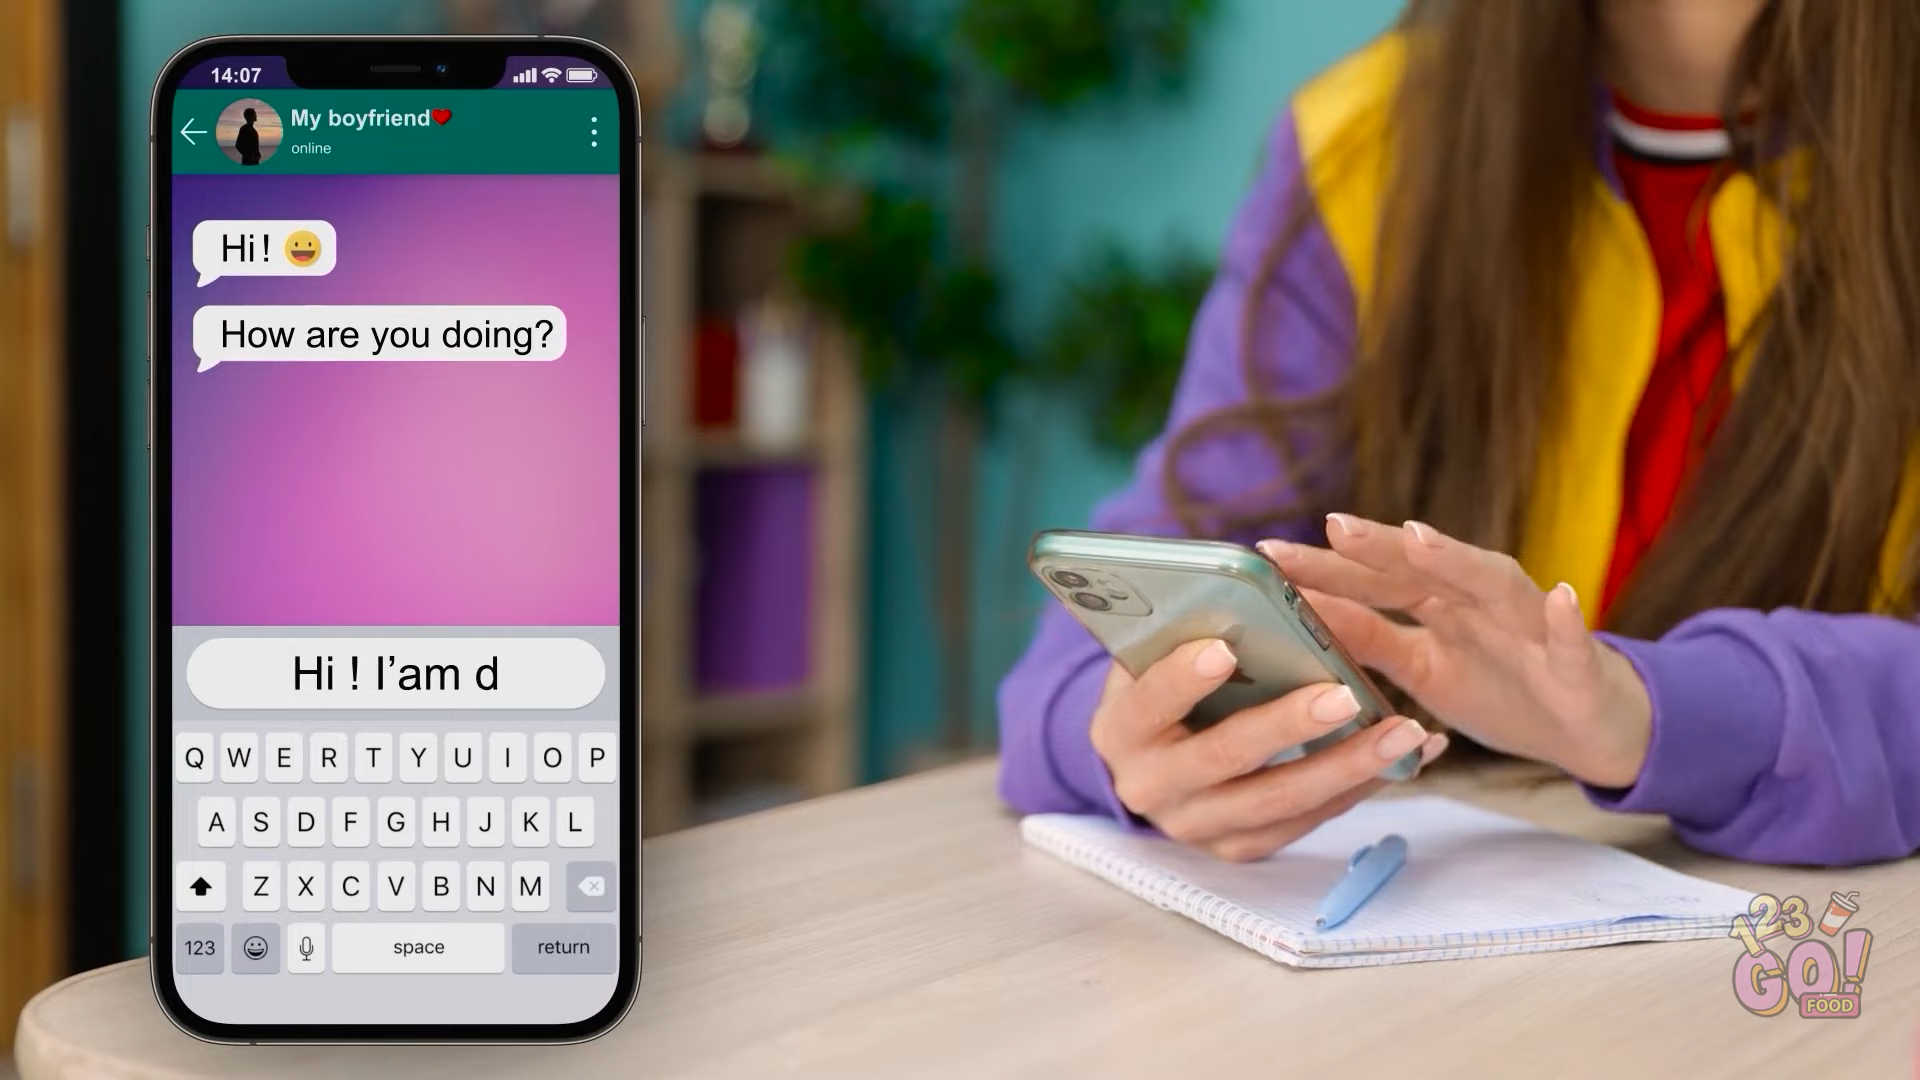 14:07
My boyfriend❤
online
Hi! 😀
How are you doing?
Hi ! I’am d
Q W E R T Y U I O P
A S D F G H J K L
Z X C V B N M
123 space return
123
GO!
FOOD